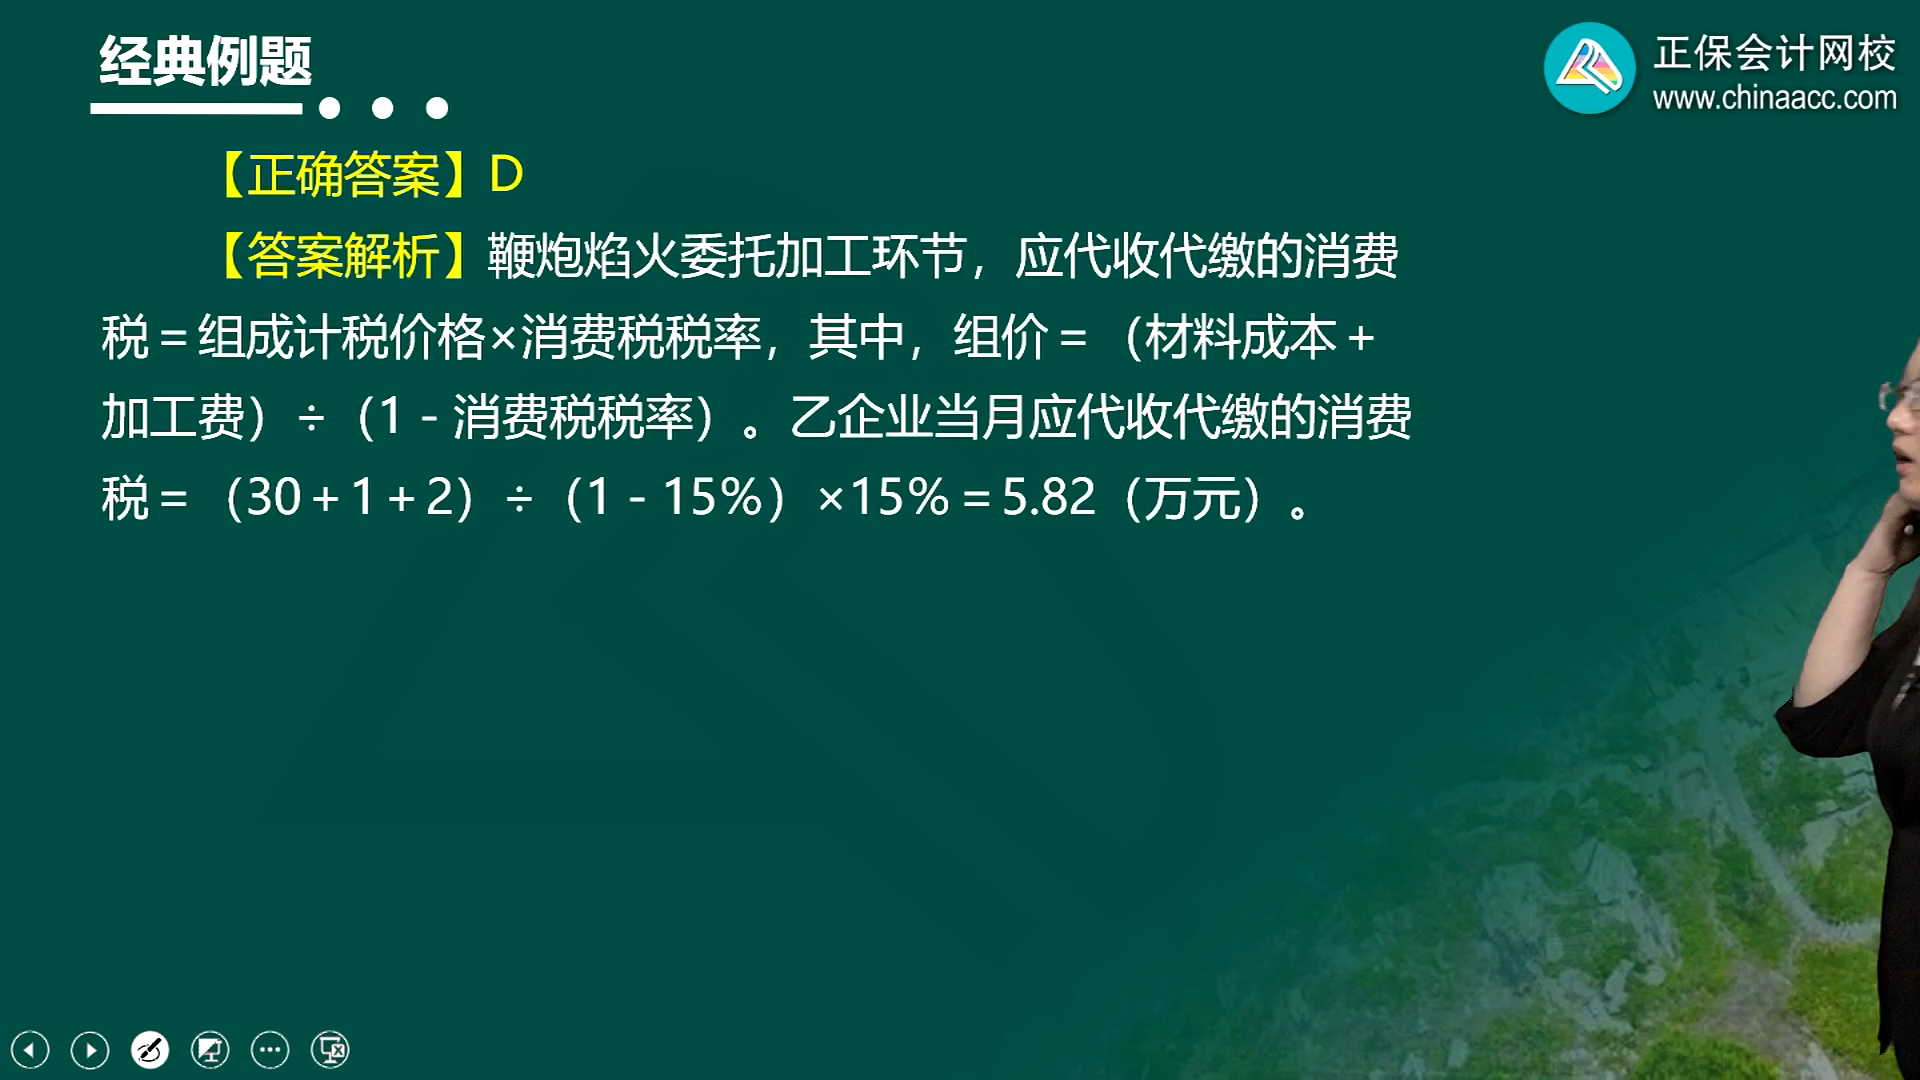 经典例题
正保会计网校
www.chinaacc.com
【正确答案】D
【答案解析】鞭炮焰火委托加工环节，应代收代缴的消费
税＝组成计税价格×消费税税率，其中，组价＝（材料成本＋
加工费）÷（1－消费税税率）。乙企业当月应代收代缴的消费
税＝（30＋1＋2）÷（1－15%）×15%＝5.82（万元）。